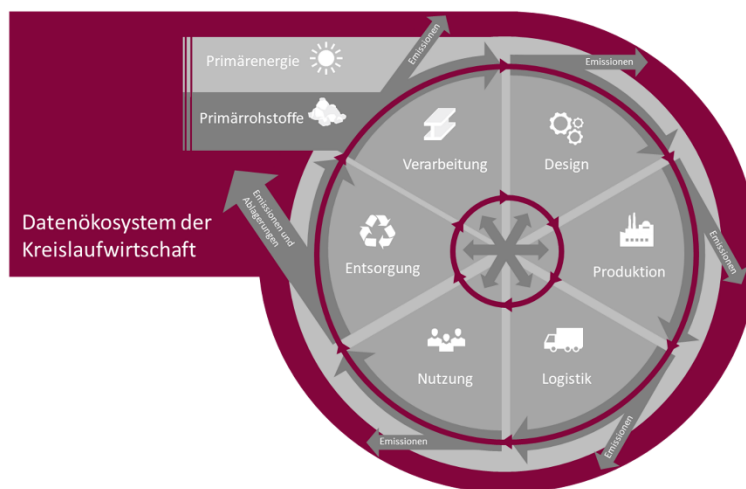 Primärenergie
Primärrohstoffe
Datenökosystem der
Kreislaufwirtschaft
Emissionen
Emissionen
Emissionen
Emissionen
Emissionen
Emissionen und
Ablagerungen
Verarbeitung
Design
Produktion
Logistik
Nutzung
Entsorgung